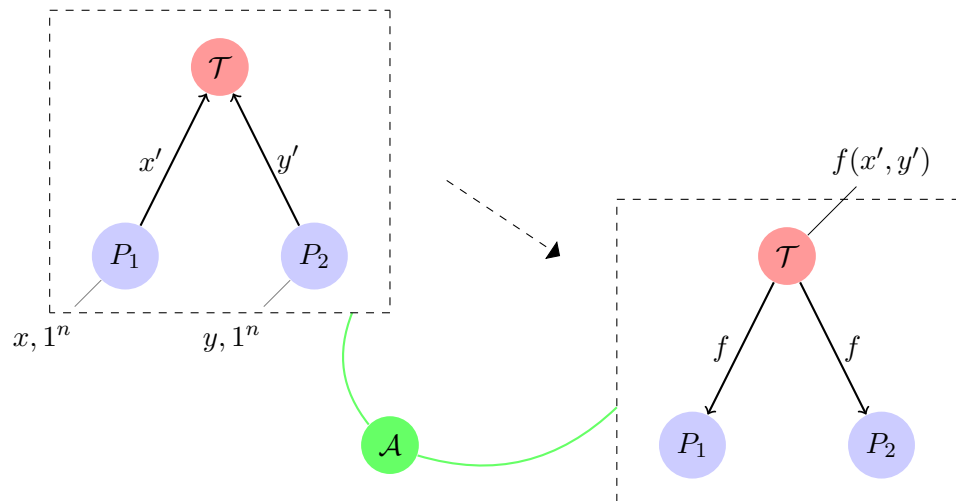 𝒯
x′
y′
P₁
P₂
x, 1ⁿ
y, 1ⁿ
𝒜
f(x′, y′)
𝒯
f
f
P₁
P₂